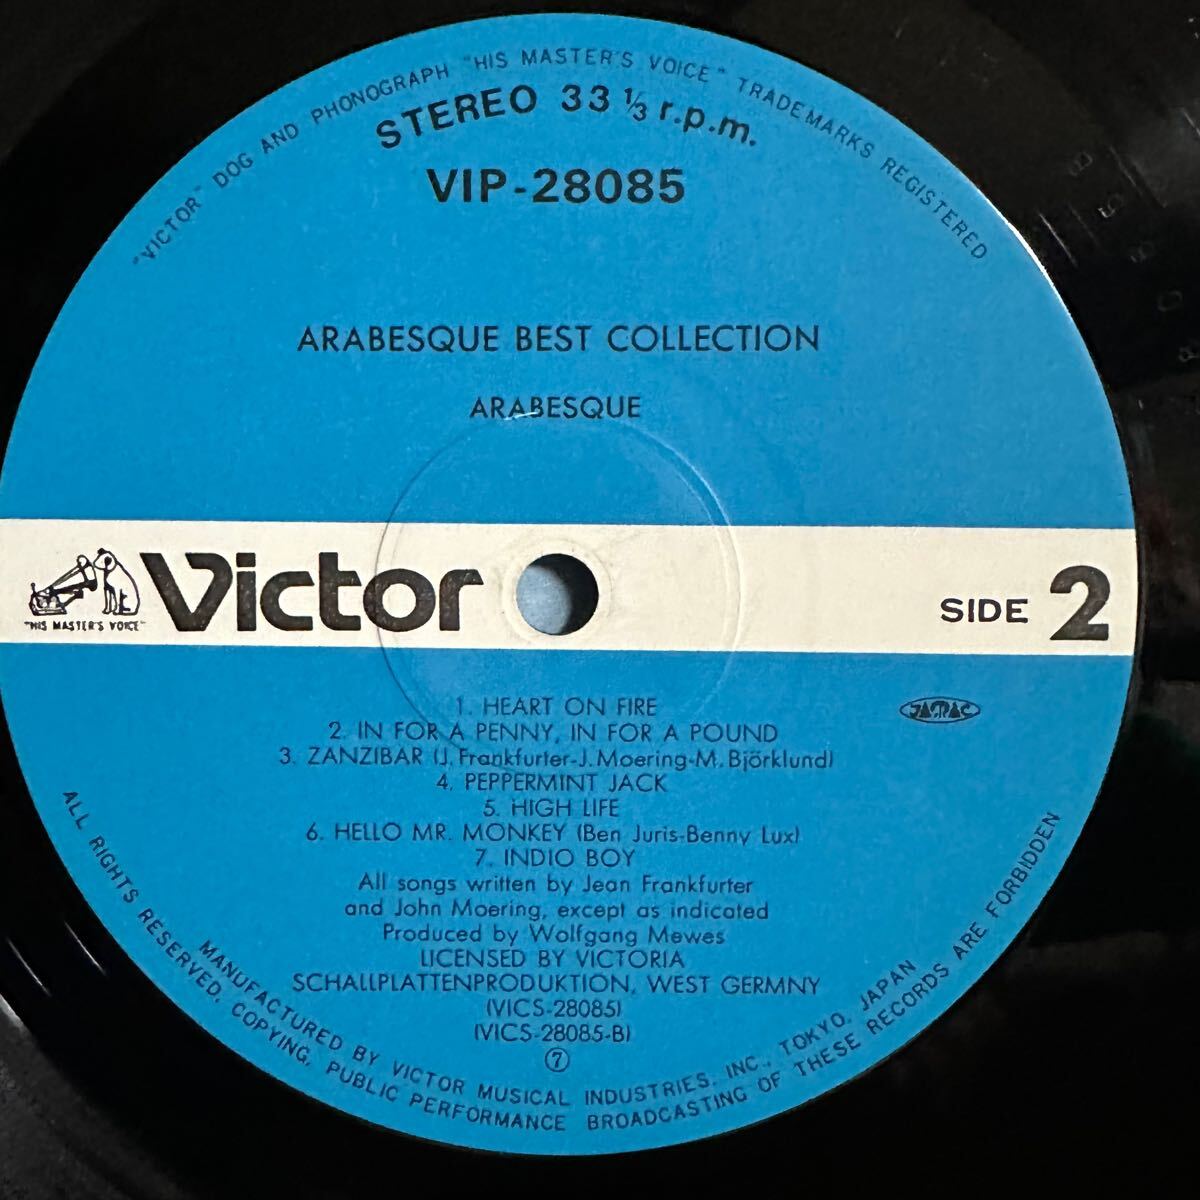 "VICTOR" DOG AND PHONOGRAPH "HIS MASTER'S VOICE" TRADEMARKS REGISTERED
STEREO 33 ⅓ r.p.m.
VIP-28085
ARABESQUE BEST COLLECTION
ARABESQUE
Victor
"HIS MASTER'S VOICE"
SIDE 2
1. HEART ON FIRE
JASRAC
2. IN FOR A PENNY, IN FOR A POUND
3. ZANZIBAR (J. Frankfurter-J. Moering-M. Björklund)
4. PEPPERMINT JACK
5. HIGH LIFE
6. HELLO MR. MONKEY (Ben Juris-Benny Lux)
7. INDIO BOY
All songs written by Jean Frankfurter
and John Moering, except as indicated
Produced by Wolfgang Mewes
LICENSED BY VICTORIA
SCHALLPLATTENPRODUKTION, WEST GERMNY
(VICS-28085)
(VICS-28085-B)
⑦
MANUFACTURED BY VICTOR MUSICAL INDUSTRIES, INC., TOKYO, JAPAN
ALL RIGHTS RESERVED, COPYING, PUBLIC PERFORMANCE BROADCASTING OF THESE RECORDS ARE FORBIDDEN